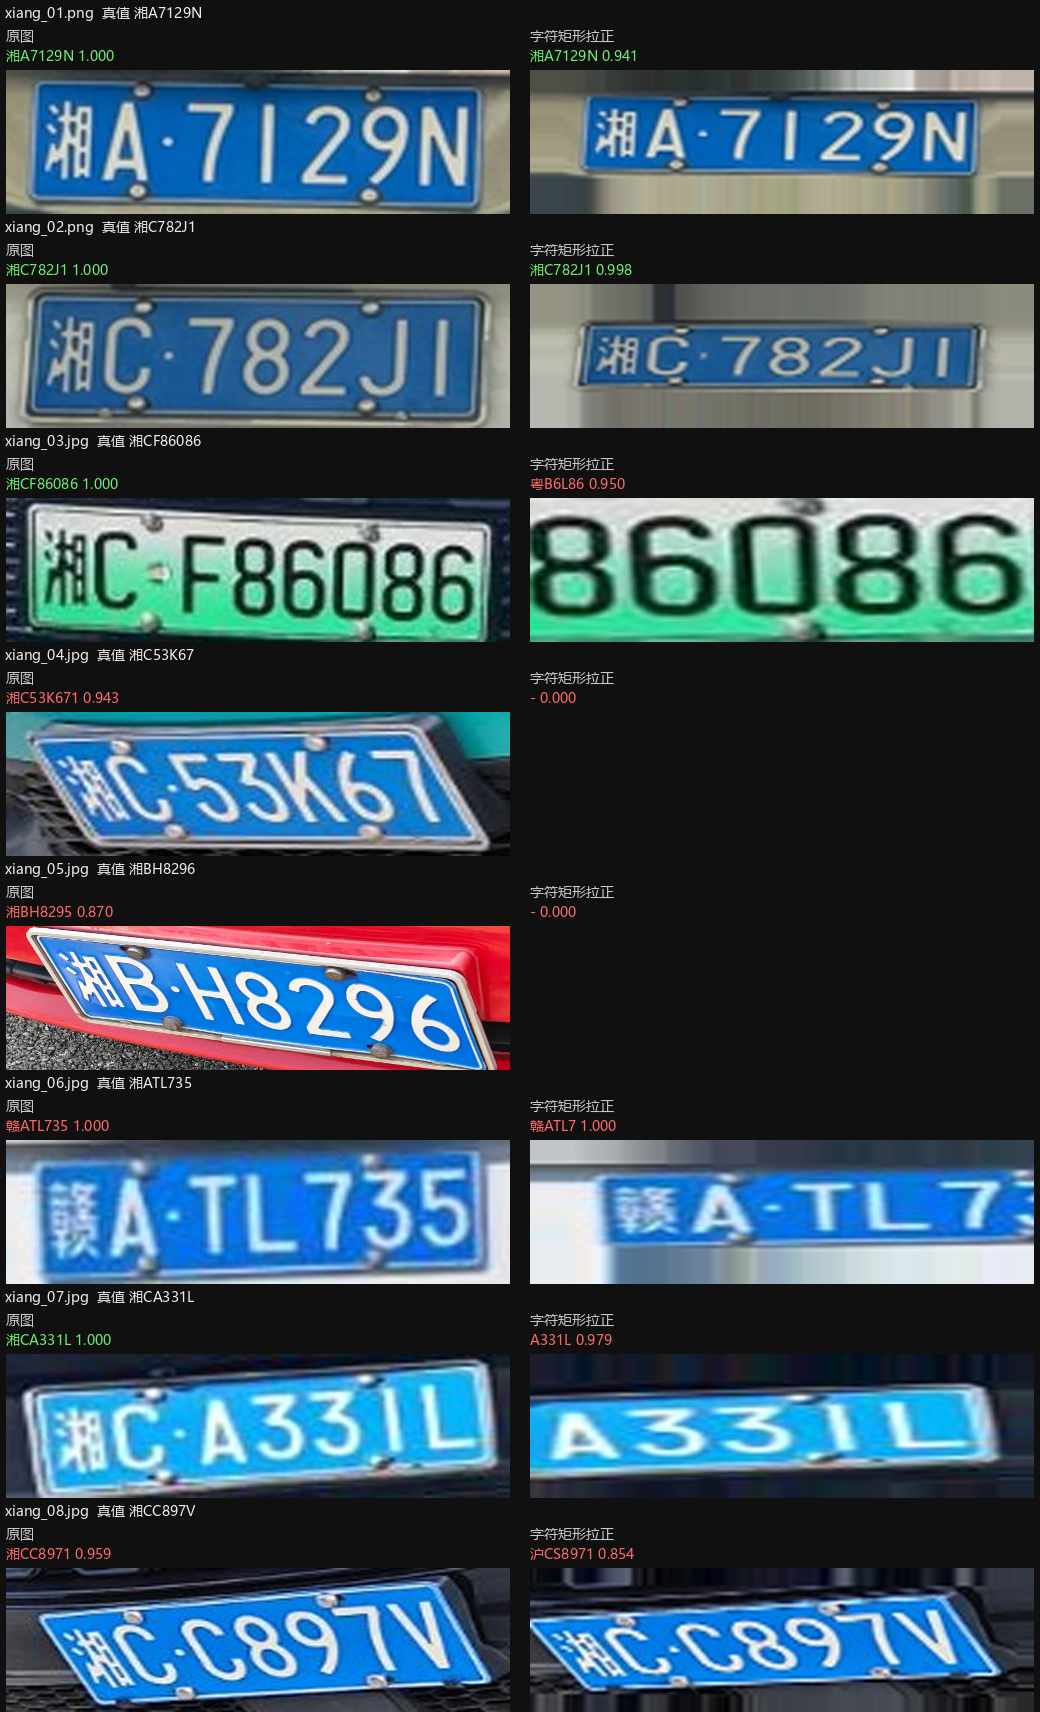 xiang_01.png 真值 湘A7129N
原图 字符矩形拉正
湘A7129N 1.000 湘A7129N 0.941
湘A·7129N 湘A·7129N
xiang_02.png 真值 湘C782J1
原图 字符矩形拉正
湘C782J1 1.000 湘C782J1 0.998
湘C·782J1 湘C·782J1
xiang_03.jpg 真值 湘CF86086
原图 字符矩形拉正
湘CF86086 1.000 粤B6L86 0.950
湘C·F86086 86086
xiang_04.jpg 真值 湘C53K67
原图 字符矩形拉正
湘C53K671 0.943 - 0.000
湘C·53K67
xiang_05.jpg 真值 湘BH8296
原图 字符矩形拉正
湘BH8295 0.870 - 0.000
湘B·H8296
xiang_06.jpg 真值 湘ATL735
原图 字符矩形拉正
赣ATL735 1.000 赣ATL7 1.000
赣A·TL735 赣A·TL73
xiang_07.jpg 真值 湘CA331L
原图 字符矩形拉正
湘CA331L 1.000 A331L 0.979
湘C·A331L A331L
xiang_08.jpg 真值 湘CC897V
原图 字符矩形拉正
湘CC8971 0.959 沪CS8971 0.854
湘C·C897V 湘C·C897V